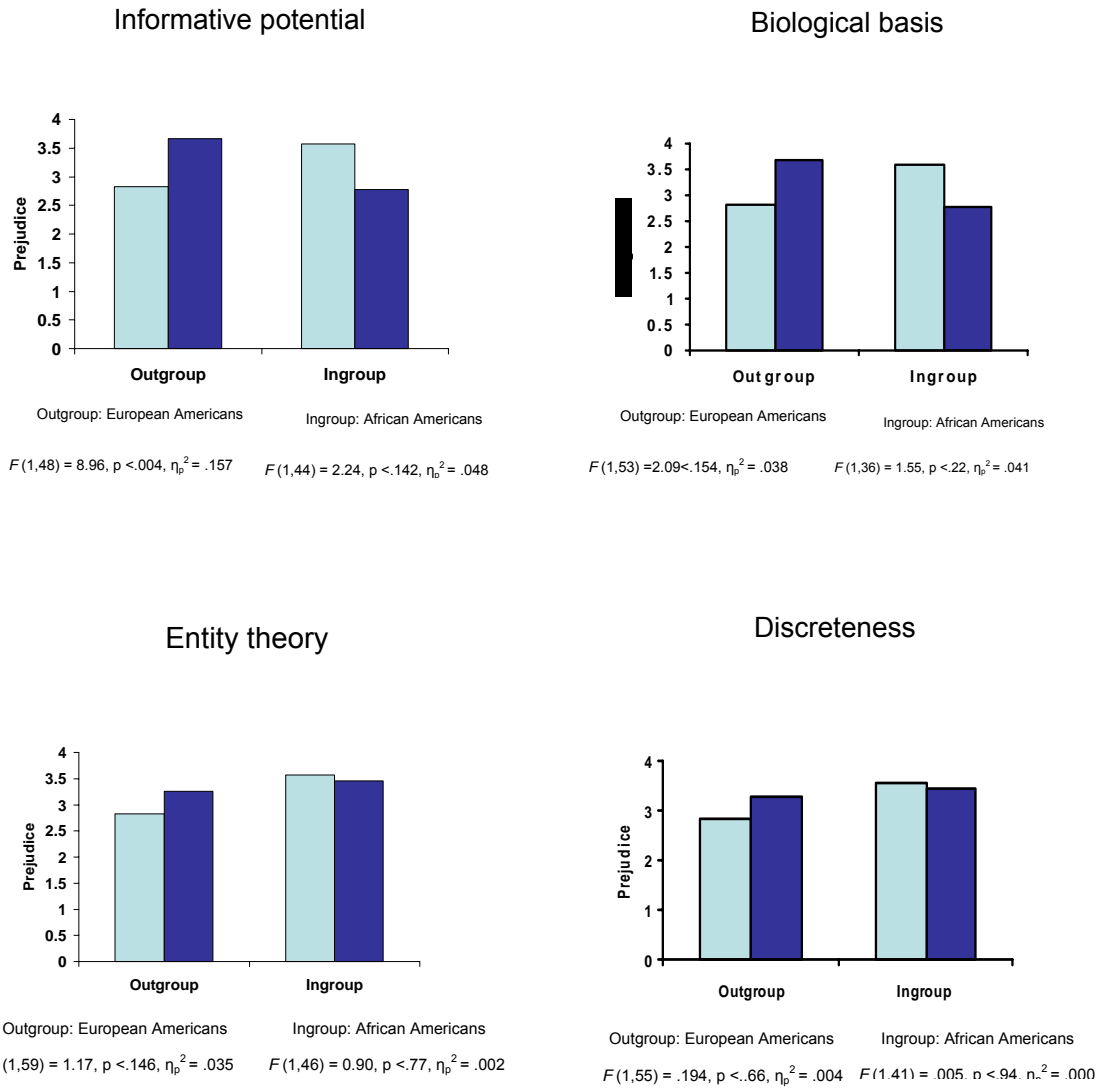 Informative potential
4
3.5
3
2.5
2
1.5
1
0.5
0
Prejudice
Outgroup Ingroup
Outgroup: European Americans Ingroup: African Americans
F (1,48) = 8.96, p <.004, ηp² = .157 F (1,44) = 2.24, p <.142, ηp² = .048
Biological basis
4
3.5
3
2.5
2
1.5
1
0.5
0
Outgroup Ingroup
Outgroup: European Americans Ingroup: African Americans
F (1,53) =2.09<.154, ηp² = .038 F (1,36) = 1.55, p <.22, ηp² = .041
Entity theory
4
3.5
3
2.5
2
1.5
1
0.5
0
Prejudice
Outgroup Ingroup
Outgroup: European Americans Ingroup: African Americans
(1,59) = 1.17, p <.146, ηp² = .035 F (1,46) = 0.90, p <.77, ηp² = .002
Discreteness
4
3
2
1
0
Prejudice
Outgroup Ingroup
Outgroup: European Americans Ingroup: African Americans
F (1,55) = .194, p <..66, ηp² = .004 F (1,41) = .005, p <.94, ηp² = .000